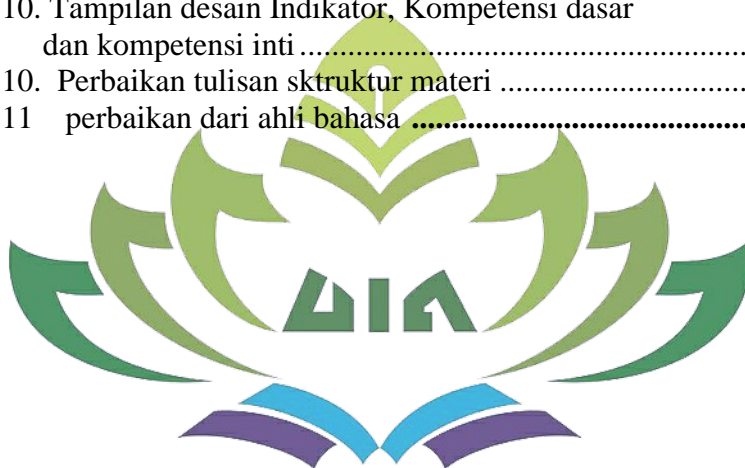 10. Tampilan desain Indikator, Kompetensi dasar
dan kompetensi inti ...........................................................
10. Perbaikan tulisan sktruktur materi ...............................
11 perbaikan dari ahli bahasa ..........................................
UIN